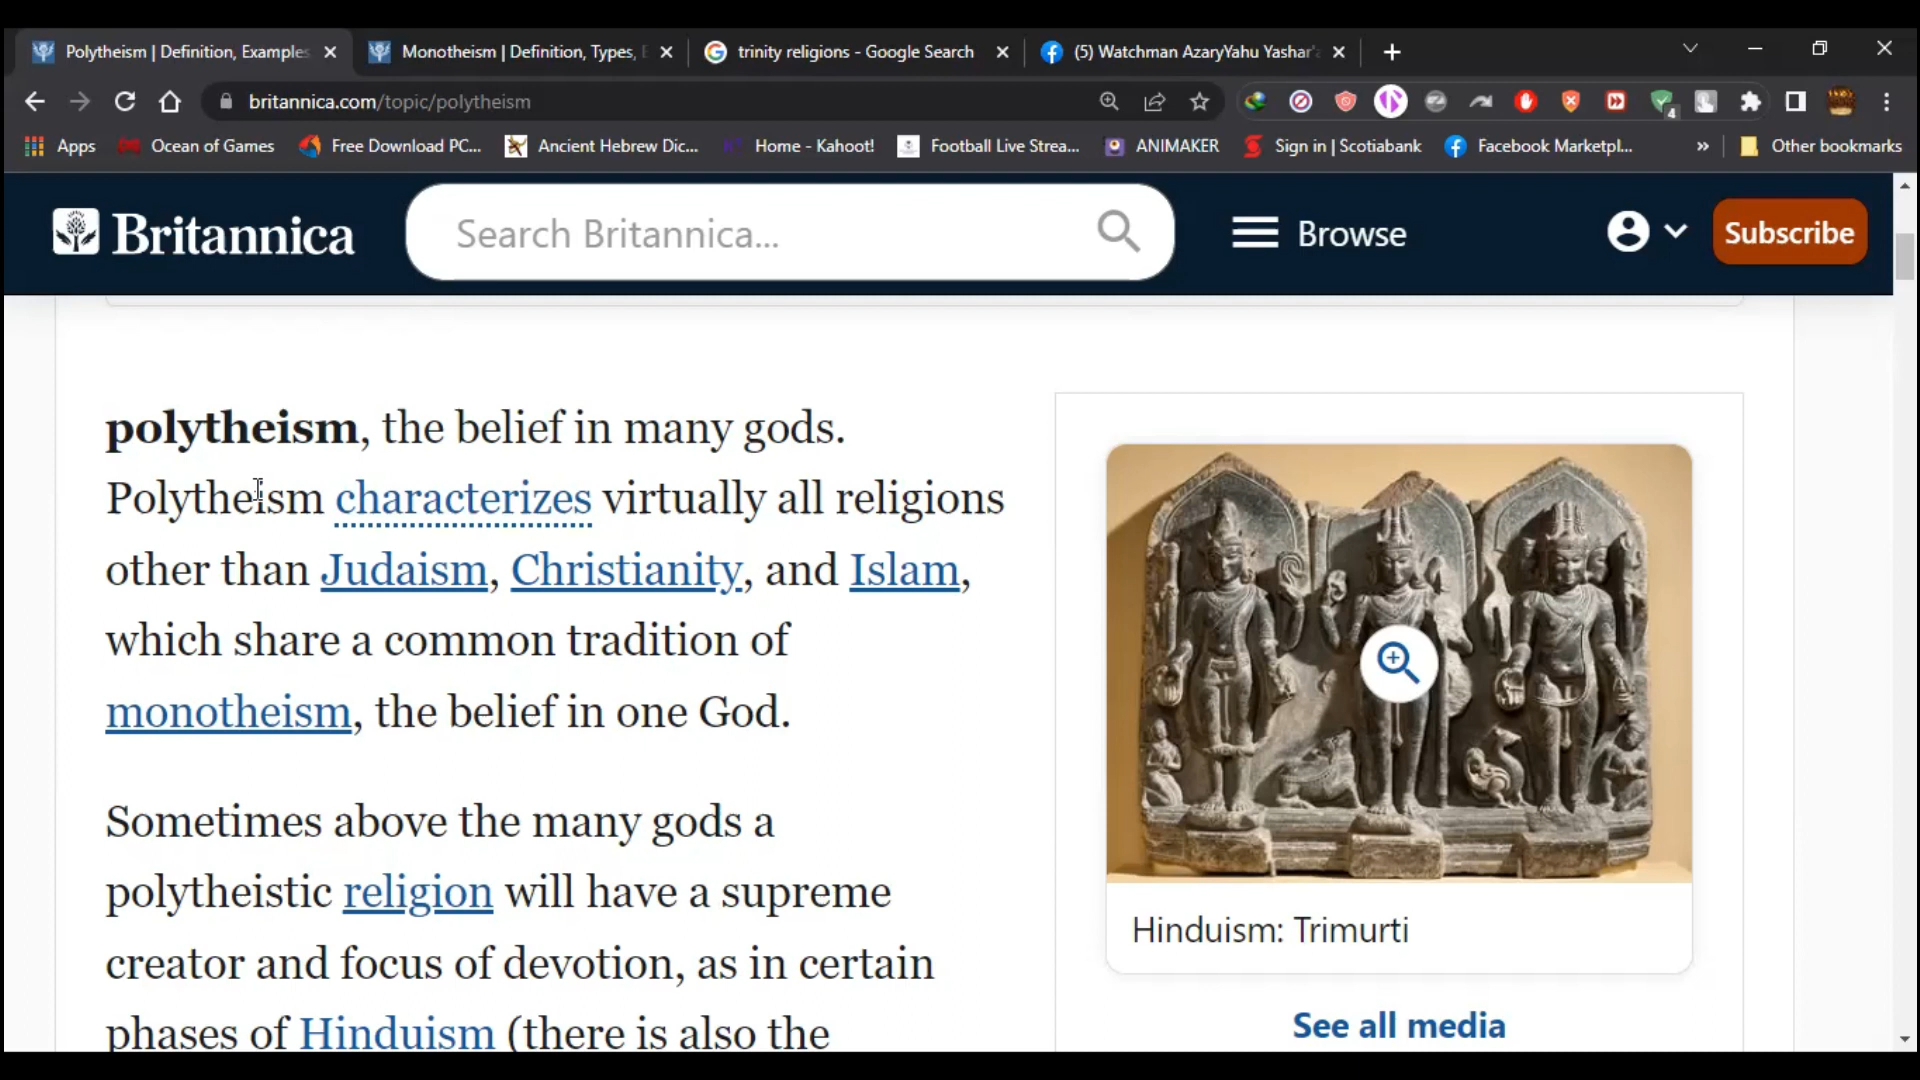 Polytheism | Definition, Examples
Monotheism | Definition, Types, E
trinity religions - Google Search
(5) Watchman AzaryYahu Yashar'a
britannica.com/topic/polytheism
4
Apps
Ocean of Games
Free Download PC...
Ancient Hebrew Dic...
Home - Kahoot!
Football Live Strea...
ANIMAKER
Sign in | Scotiabank
Facebook Marketpl...
»
Other bookmarks
Britannica
Search Britannica...
Browse
Subscribe
polytheism, the belief in many gods.
Polytheism characterizes virtually all religions
other than Judaism, Christianity, and Islam,
which share a common tradition of
monotheism, the belief in one God.
Sometimes above the many gods a
polytheistic religion will have a supreme
creator and focus of devotion, as in certain
phases of Hinduism (there is also the
Hinduism: Trimurti
See all media